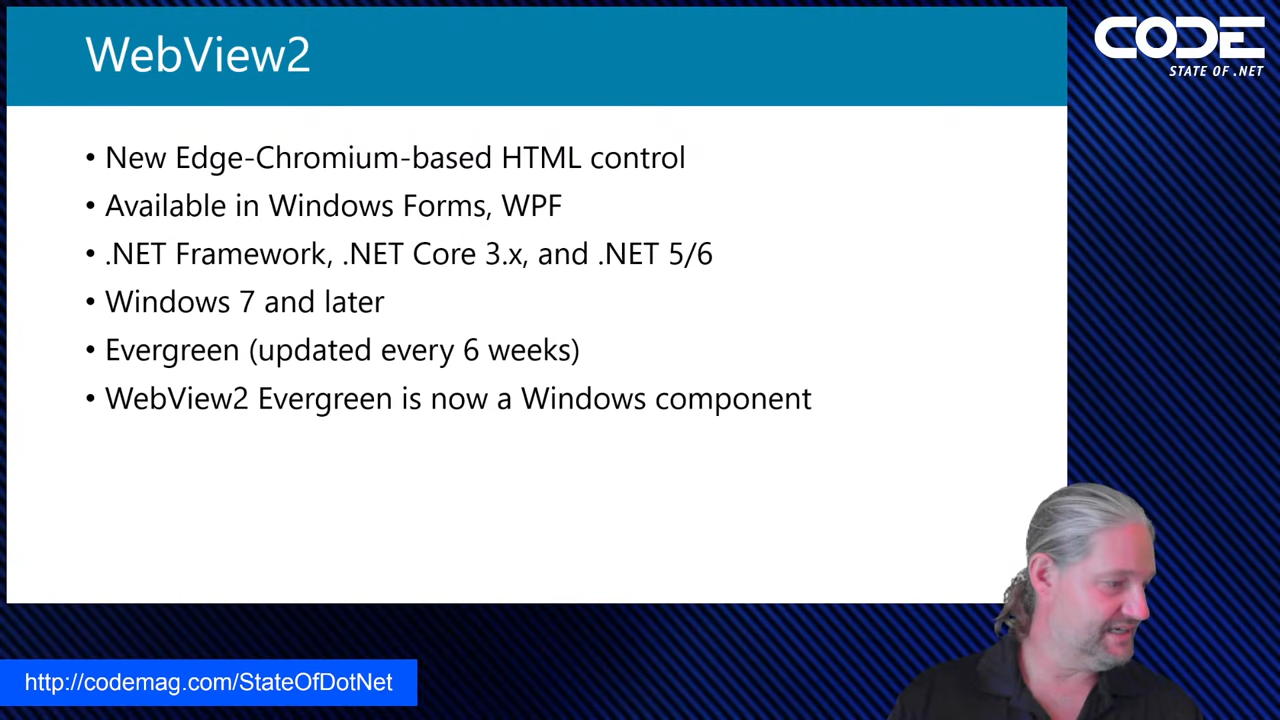 WebView2
CODE
STATE OF .NET
• New Edge-Chromium-based HTML control
• Available in Windows Forms, WPF
• .NET Framework, .NET Core 3.x, and .NET 5/6
• Windows 7 and later
• Evergreen (updated every 6 weeks)
• WebView2 Evergreen is now a Windows component
http://codemag.com/StateOfDotNet